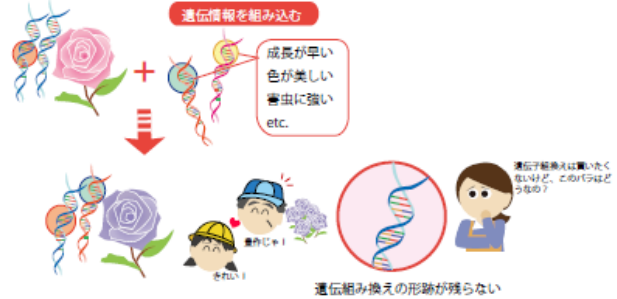 遺伝情報を組み込む
成長が早い
色が美しい
害虫に強い
etc.
遺伝子組換えは買いたく
ないけど、このバラはど
うなの？
豊作じゃ！
きれい！
遺伝組み換えの形跡が残らない